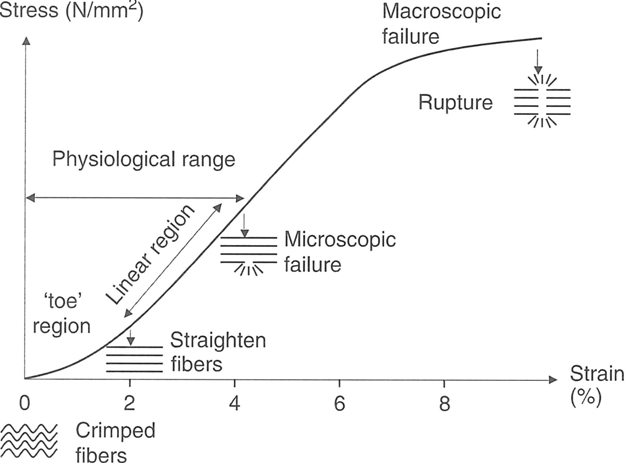 Stress (N/mm²)
Macroscopic
failure
Rupture
Physiological range
Linear region
Microscopic
failure
'toe'
region
Straighten
fibers
Strain
(%)
0 2 4 6 8
Crimped
fibers